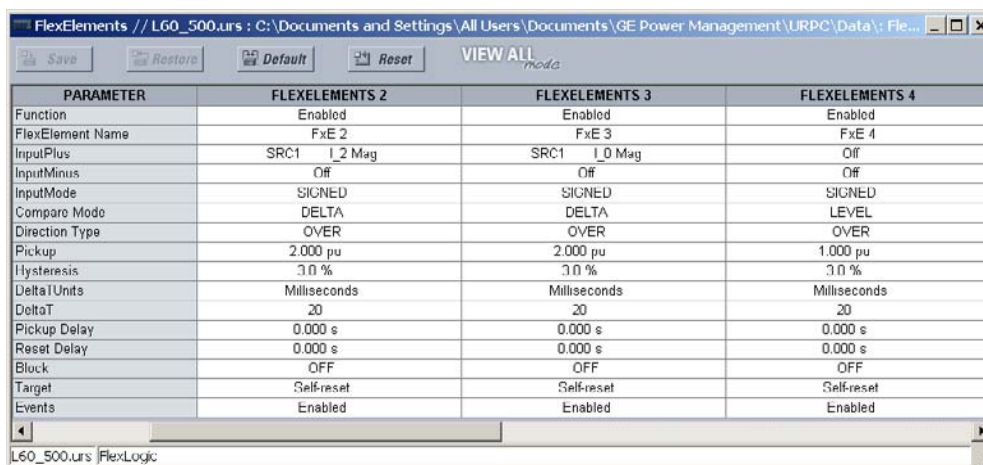 FlexElements // L60_500.urs : C:\Documents and Settings\All Users\Documents\GE Power Management\URPC\Data\: Fle...
Save Restore Default Reset VIEW ALL mode
PARAMETER FLEXELEMENTS 2 FLEXELEMENTS 3 FLEXELEMENTS 4
Function Enabled Enabled Enabled
FlexElement Name FxE 2 FxE 3 FxE 4
InputPlus SRC1 I_2 Mag SRC1 I_0 Mag Off
InputMinus Off Off Off
InputMode SIGNED SIGNED SIGNED
Compare Mode DELTA DELTA LEVEL
Direction Type OVER OVER OVER
Pickup 2.000 pu 2.000 pu 1.000 pu
Hysteresis 3.0 % 3.0 % 3.0 %
DeltaTUnits Milliseconds Milliseconds Milliseconds
DeltaT 20 20 20
Pickup Delay 0.000 s 0.000 s 0.000 s
Reset Delay 0.000 s 0.000 s 0.000 s
Block OFF OFF OFF
Target Self-reset Self-reset Self-reset
Events Enabled Enabled Enabled
L60_500.urs FlexLogic